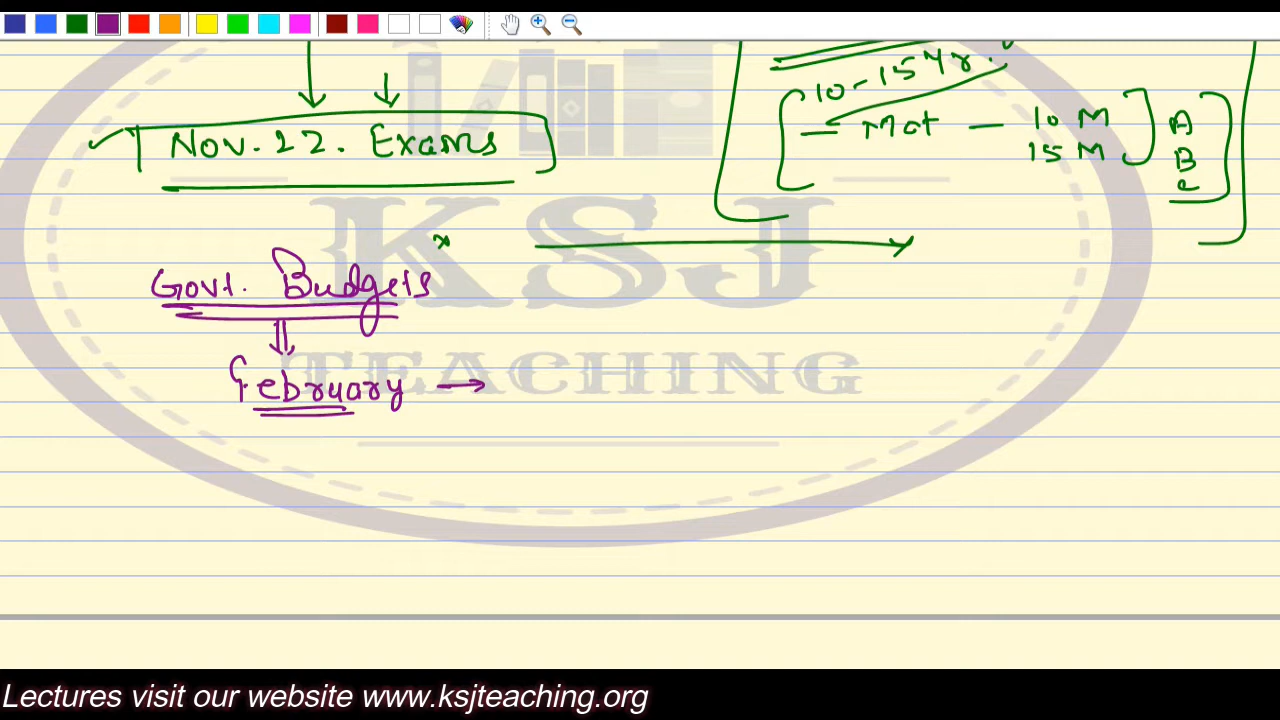 10-15 Yr.
Mat — 10 M A
15 M B
c
Nov. 22. Exams
Govt. Budgets
February →
KSJ
TEACHING
Lectures visit our website www.ksjteaching.org